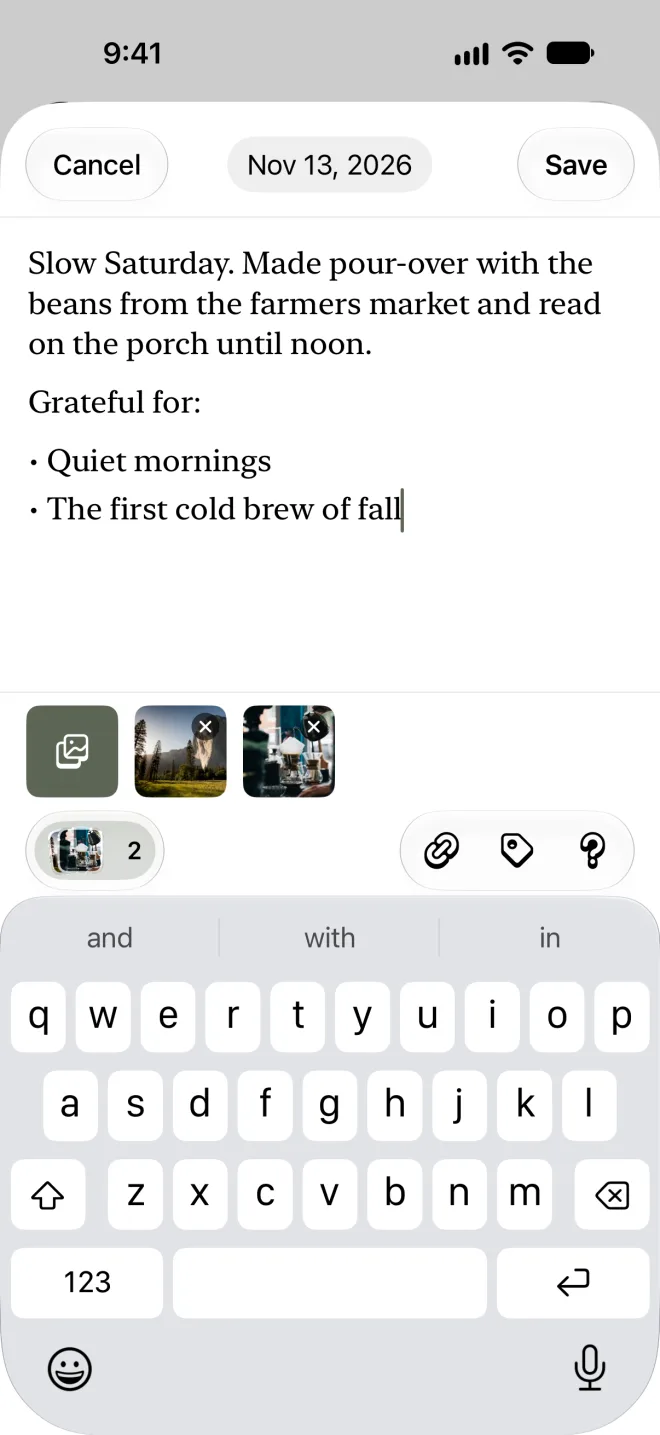 9:41
Cancel
Nov 13, 2026
Save
Slow Saturday. Made pour-over with the
beans from the farmers market and read
on the porch until noon.
Grateful for:
• Quiet mornings
• The first cold brew of fall
2
and with in
q w e r t y u i o p
a s d f g h j k l
z x c v b n m
123